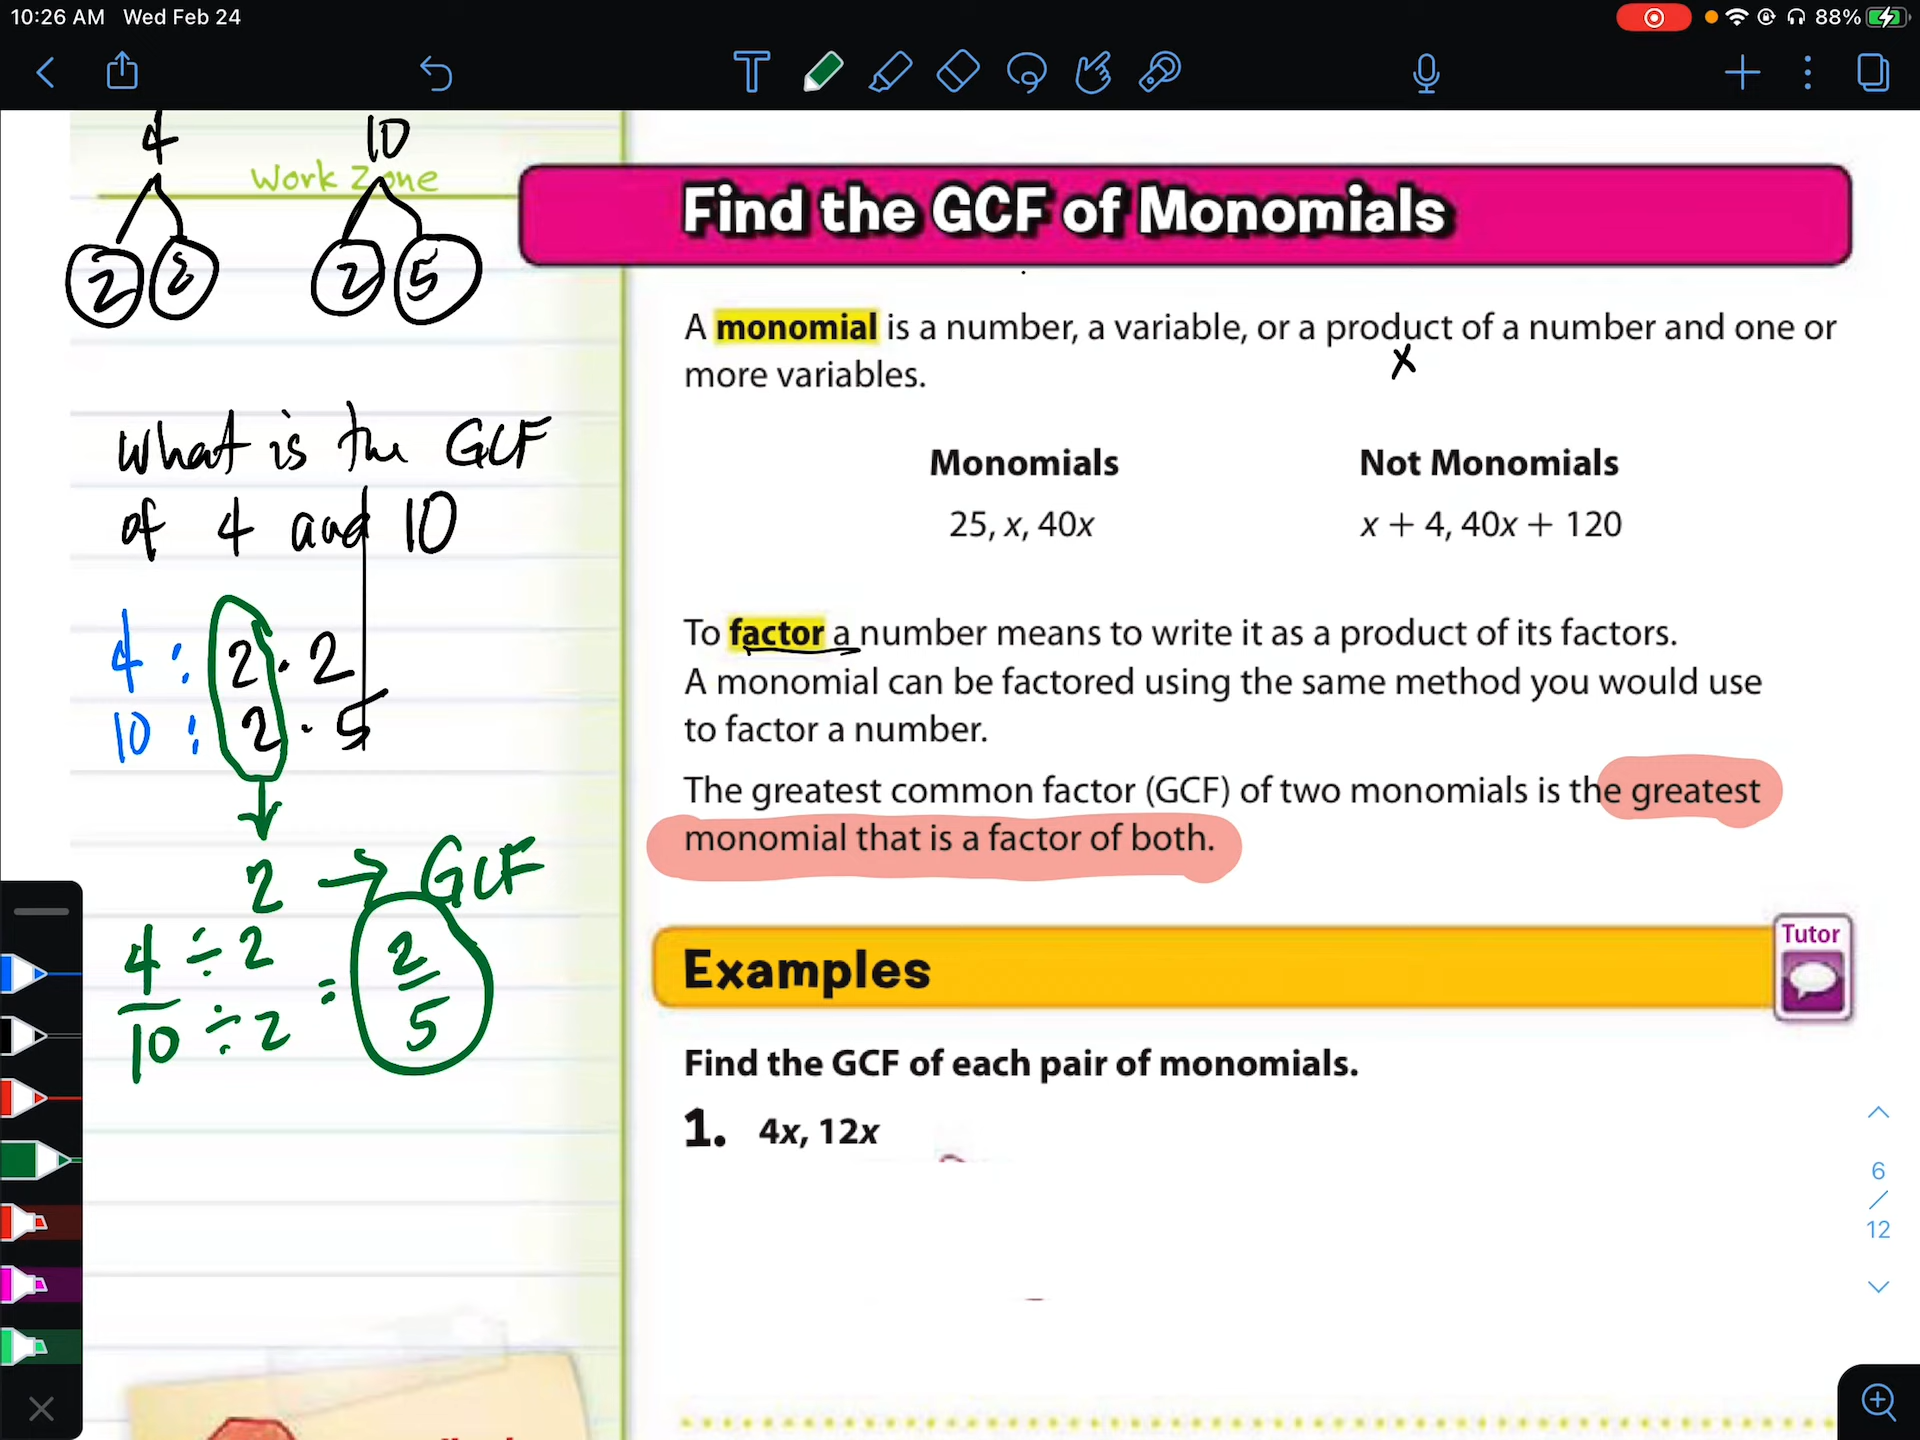 10:26 AM Wed Feb 24
88%
4 10
Work Zone
2 2 2 5
What is the GCF
of 4 and 10
4 : 2 · 2
10 : 2 · 5
2 → GCF
4 ÷ 2 = 2
10 ÷ 2 5
Find the GCF of Monomials
A monomial is a number, a variable, or a product of a number and one or
x
more variables.
Monomials Not Monomials
25, x, 40x x + 4, 40x + 120
To factor a number means to write it as a product of its factors.
A monomial can be factored using the same method you would use
to factor a number.
The greatest common factor (GCF) of two monomials is the greatest
monomial that is a factor of both.
Examples
Tutor
Find the GCF of each pair of monomials.
1. 4x, 12x
6
/
12